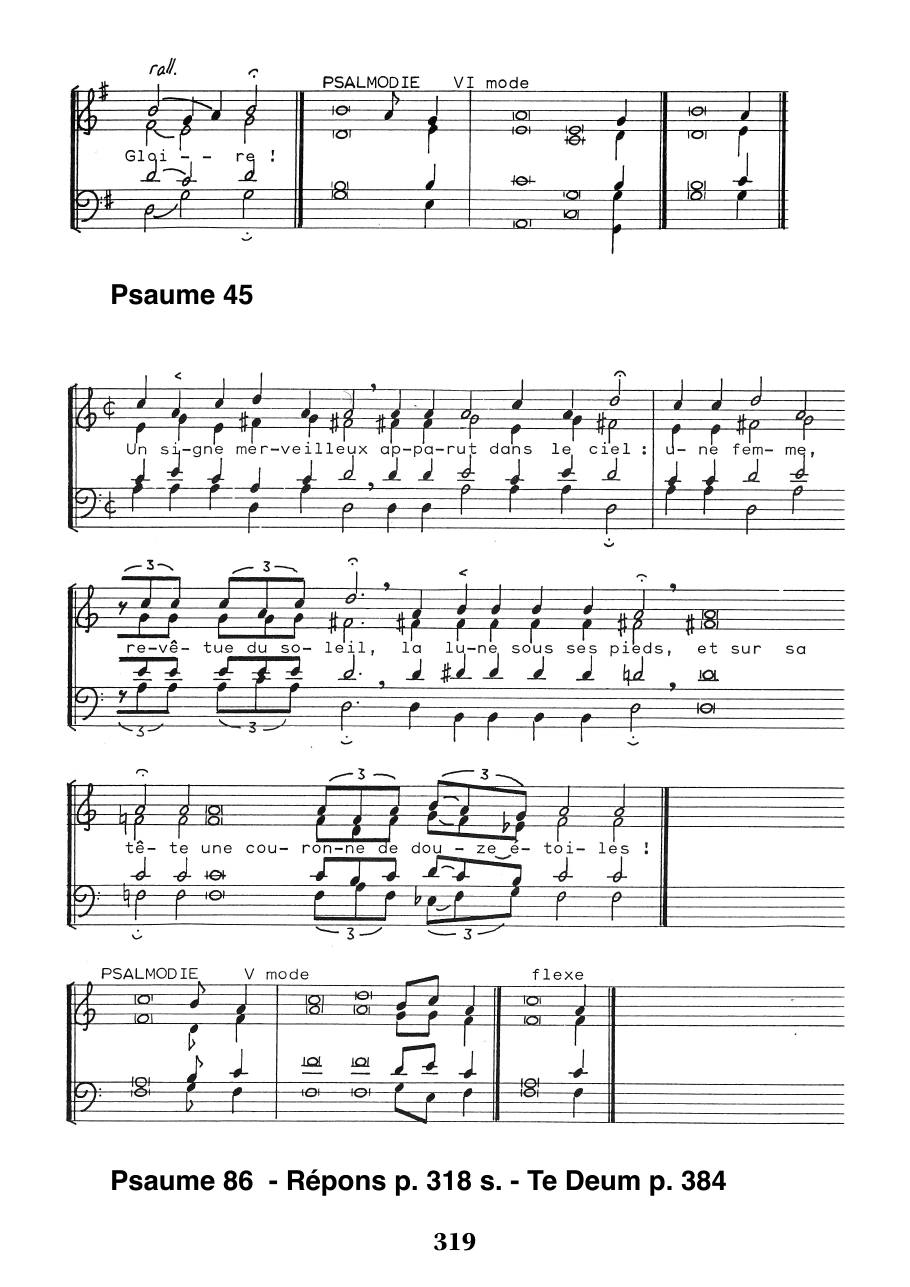 rall.
PSALMODIE VI mode
Gloi - - re !
Psaume 45
Un si-gne mer-veilleux ap-pa-rut dans le ciel : u- ne fem- me,
3 3
re-vê- tue du so- leil, la lu-ne sous ses pieds, et sur sa
3 3
3 3
tê- te une cou- ron-ne de dou - ze é- toi- les !
3 3
PSALMODIE V mode flexe
Psaume 86 - Répons p. 318 s. - Te Deum p. 384
319